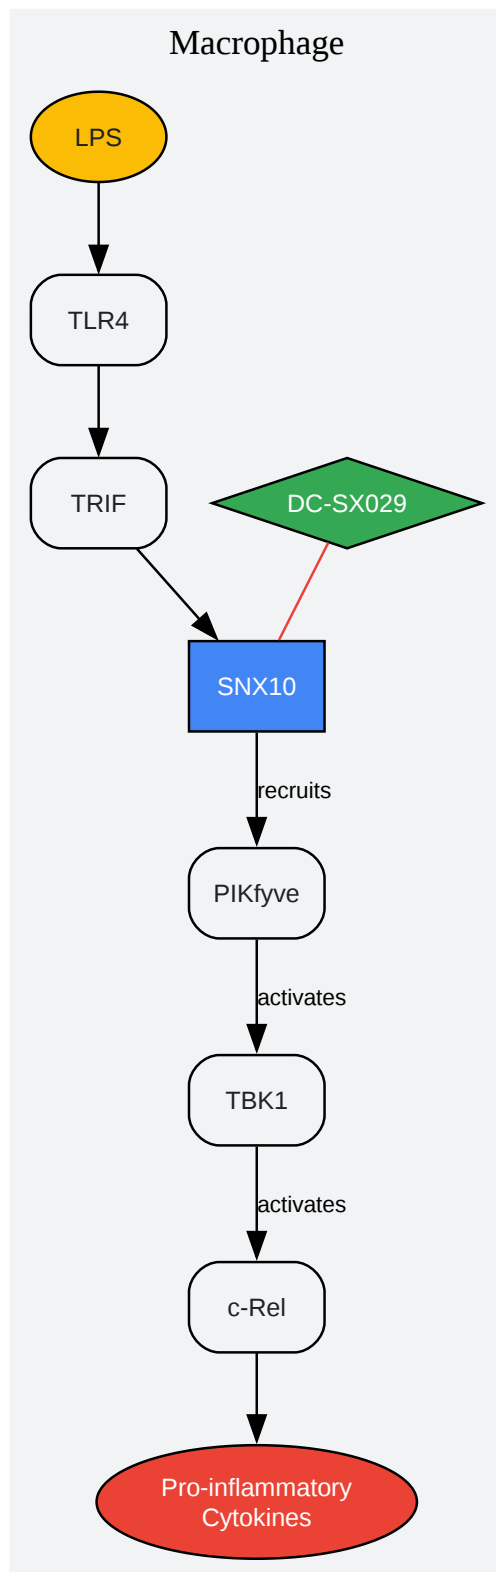 Macrophage
LPS
TLR4
TRIF
DC-SX029
SNX10
recruits
PIKfyve
activates
TBK1
activates
c-Rel
Pro-inflammatory
Cytokines